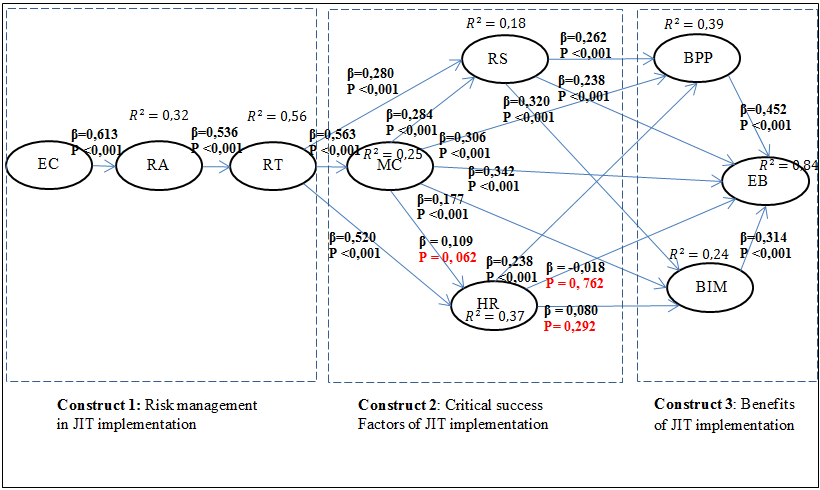 R² = 0,18
RS
β=0,262
P <0,001
R² = 0,39
BPP
β=0,280
P <0,001
β=0,284
P <0,001
β=0,320
P <0,001
β=0,238
P <0,001
β=0,452
P <0,001
R² = 0,32
R² = 0,56
β=0,613
P <0,001
β=0,536
P <0,001
β=0,563
P <0,001
EC
RA
RT
MC
R² = 0,25
β=0,306
P <0,001
β=0,342
P <0,001
R² = 0,84
EB
β=0,177
P <0,001
β=0,520
P <0,001
β = 0,109
P = 0, 062
β=0,238
P <0,001
β = -0,018
P = 0, 762
R² = 0,24
BIM
β=0,314
P <0,001
HR
R² = 0,37
β = 0,080
P= 0,292
Construct 1: Risk management
in JIT implementation
Construct 2: Critical success
Factors of JIT implementation
Construct 3: Benefits
of JIT implementation